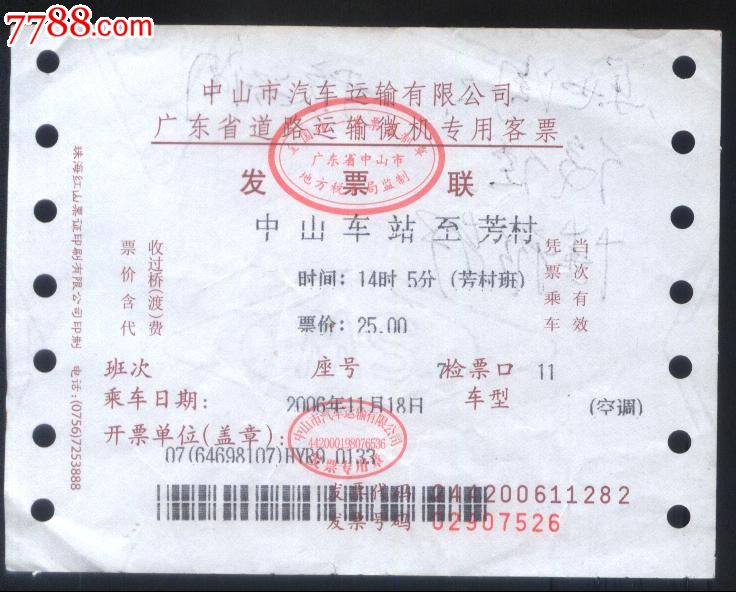 7788.com
中山市汽车运输有限公司
广东省道路运输微机专用客票
广东省中山市
地方税务局监制
发票联
中山车站至芳村
时间: 14时 5分 (芳村班)
票价: 25.00
票价含代
收过桥(渡)费
凭票乘车
当次有效
班次 座号 7 检票口 11
乘车日期: 2006年11月18日 车型 (空调)
开票单位(盖章):
中山市汽车运输有限公司
442000198076536
发票专用章
07(64698107)HYR9 0133
发票代码 244200611282
发票号码 02907526
珠海红山票证印刷有限公司印制 电话:(0756)7253888